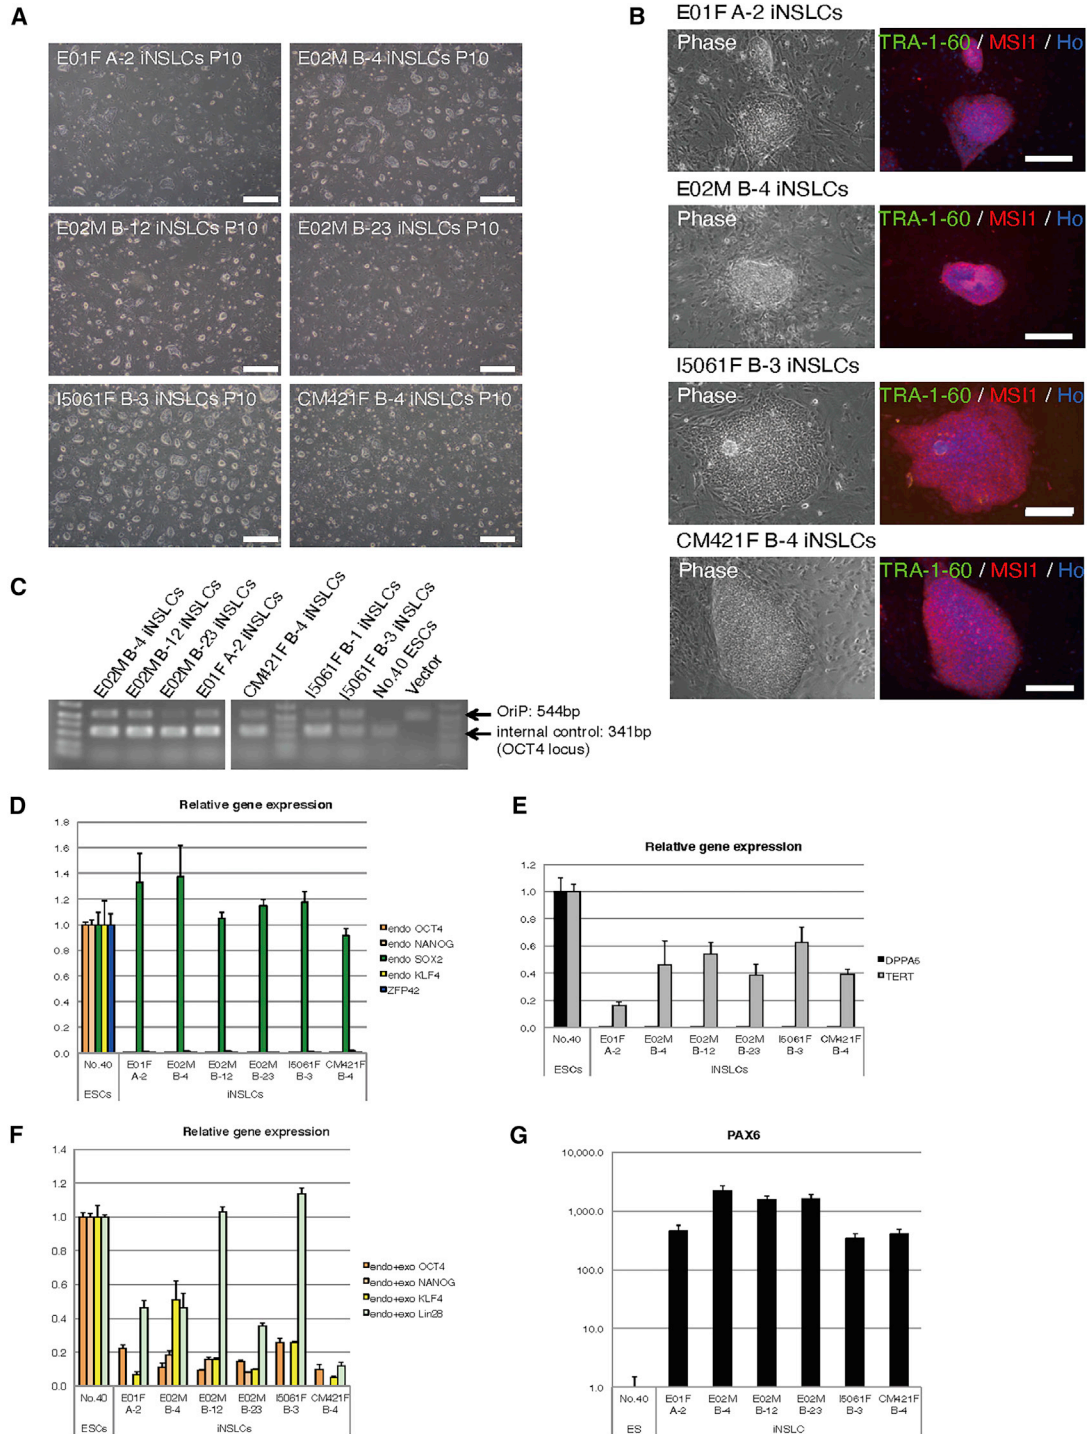 A
E01F A-2 iNSLCs P10
E02M B-4 iNSLCs P10
E02M B-12 iNSLCs P10
E02M B-23 iNSLCs P10
I5061F B-3 iNSLCs P10
CM421F B-4 iNSLCs P10
B
E01F A-2 iNSLCs
Phase
TRA-1-60 / MSI1 / Ho
E02M B-4 iNSLCs
Phase
TRA-1-60 / MSI1 / Ho
I5061F B-3 iNSLCs
Phase
TRA-1-60 / MSI1 / Ho
CM421F B-4 iNSLCs
Phase
TRA-1-60 / MSI1 / Ho
C
E02M B-4 iNSLCs
E02M B-12 iNSLCs
E02M B-23 iNSLCs
E01F A-2 iNSLCs
CM421F B-4 iNSLCs
I5061F B-1 iNSLCs
I5061F B-3 iNSLCs
No.40 ESCs
Vector
OriP: 544bp
internal control: 341bp
(OCT4 locus)
D
Relative gene expression
1.8
1.6
1.4
1.2
1.0
0.8
0.6
0.4
0.2
0.0
endo OCT4
endo NANOG
endo SOX2
endo KLF4
ZFP42
No.40 E01F E02M E02M E02M I5061F CM421F
A-2 B-4 B-12 B-23 B-3 B-4
ESCs iNSLCs
E
Relative gene expression
1.2
1.0
0.8
0.6
0.4
0.2
0.0
DPPA5
TERT
No.40 E01F E02M E02M E02M I5061F CM421F
A-2 B-4 B-12 B-23 B-3 B-4
ESCs iNSLCs
F
Relative gene expression
1.4
1.2
1.0
0.8
0.6
0.4
0.2
0.0
endo+exo OCT4
endo+exo NANOG
endo+exo KLF4
endo+exo Lin28
No.40 E01F E02M E02M E02M I5061F CM421F
A-2 B-4 B-12 B-23 B-3 B-4
ESCs iNSLCs
G
PAX6
10,000.0
1,000.0
100.0
10.0
1.0
No.40 E01F E02M E02M E02M I5061F CM421F
A-2 B-4 B-12 B-23 B-3 B-4
ES iNSLC